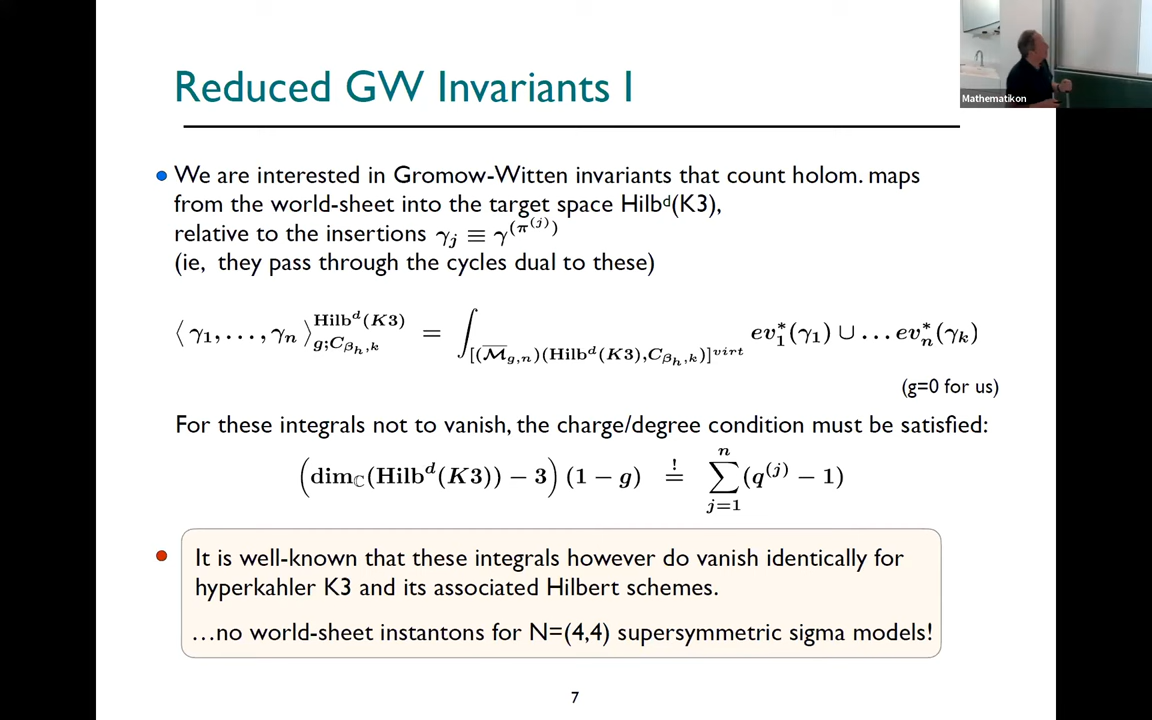 Reduced GW Invariants I
Mathematikon
• We are interested in Gromow-Witten invariants that count holom. maps
from the world-sheet into the target space Hilbᵈ(K3),
relative to the insertions γ_j ≡ γ^{(π^{(j)})}
(ie, they pass through the cycles dual to these)
⟨ γ_1, . . . , γ_n ⟩^{Hilb^d(K3)}_{g;C_{β_h,k}} = ∫_{[(\overline{M}_{g,n})(Hilb^d(K3),C_{β_h,k})]^{virt}} ev_1^*(γ_1) ∪ . . . ev_n^*(γ_k)
(g=0 for us)
For these integrals not to vanish, the charge/degree condition must be satisfied:
(dim_ℂ(Hilb^d(K3)) − 3) (1 − g) \overset{!}{=} ∑_{j=1}^{n} (q^{(j)} − 1)
• It is well-known that these integrals however do vanish identically for
hyperkahler K3 and its associated Hilbert schemes.
…no world-sheet instantons for N=(4,4) supersymmetric sigma models!
7